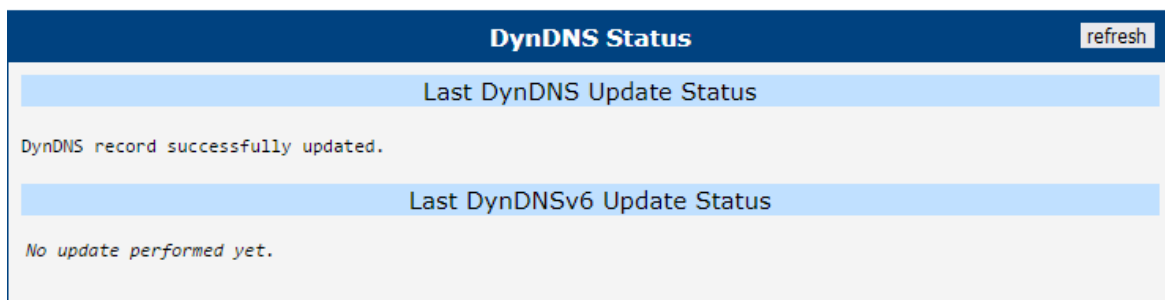 DynDNS Status
refresh
Last DynDNS Update Status
DynDNS record successfully updated.
Last DynDNSv6 Update Status
No update performed yet.